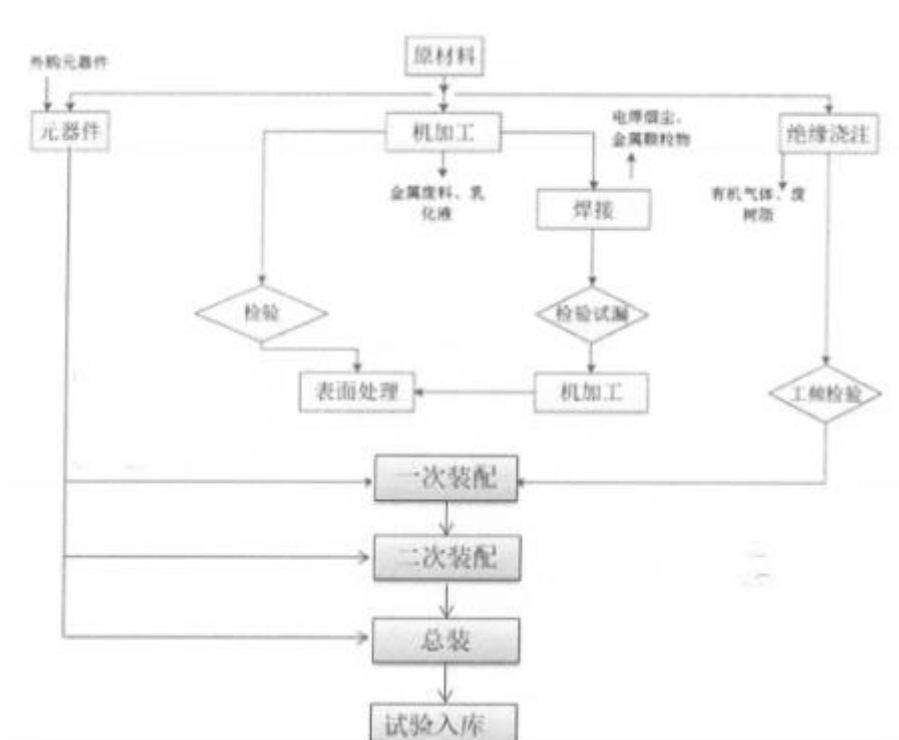 原材料
外购元器件
元器件
机加工
电焊烟尘、
金属颗粒物
绝缘浇注
金属废料、乳
化液
焊接
有机气体、废
树脂
检验
检验试漏
表面处理
机加工
工频检验
一次装配
二次装配
总装
试验入库